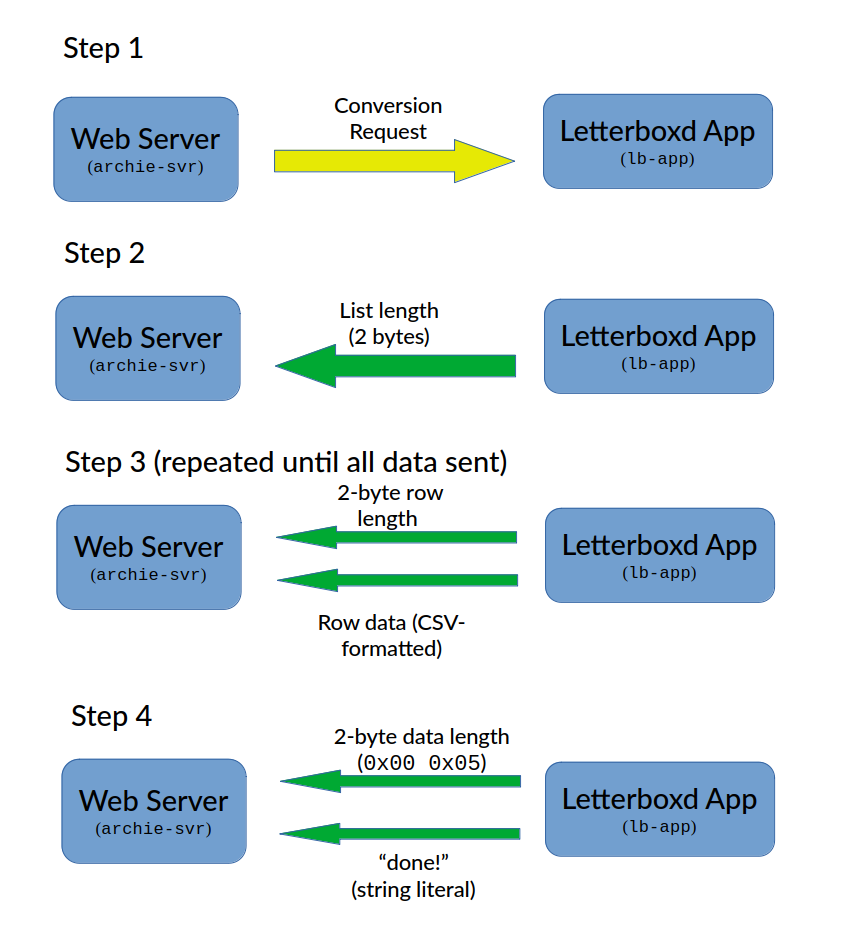 Step 1
Web Server
(archie-svr)
Conversion
Request
Letterboxd App
(lb-app)
Step 2
Web Server
(archie-svr)
List length
(2 bytes)
Letterboxd App
(lb-app)
Step 3 (repeated until all data sent)
Web Server
(archie-svr)
2-byte row
length
Row data (CSV-
formatted)
Letterboxd App
(lb-app)
Step 4
Web Server
(archie-svr)
2-byte data length
(0x00 0x05)
“done!”
(string literal)
Letterboxd App
(lb-app)